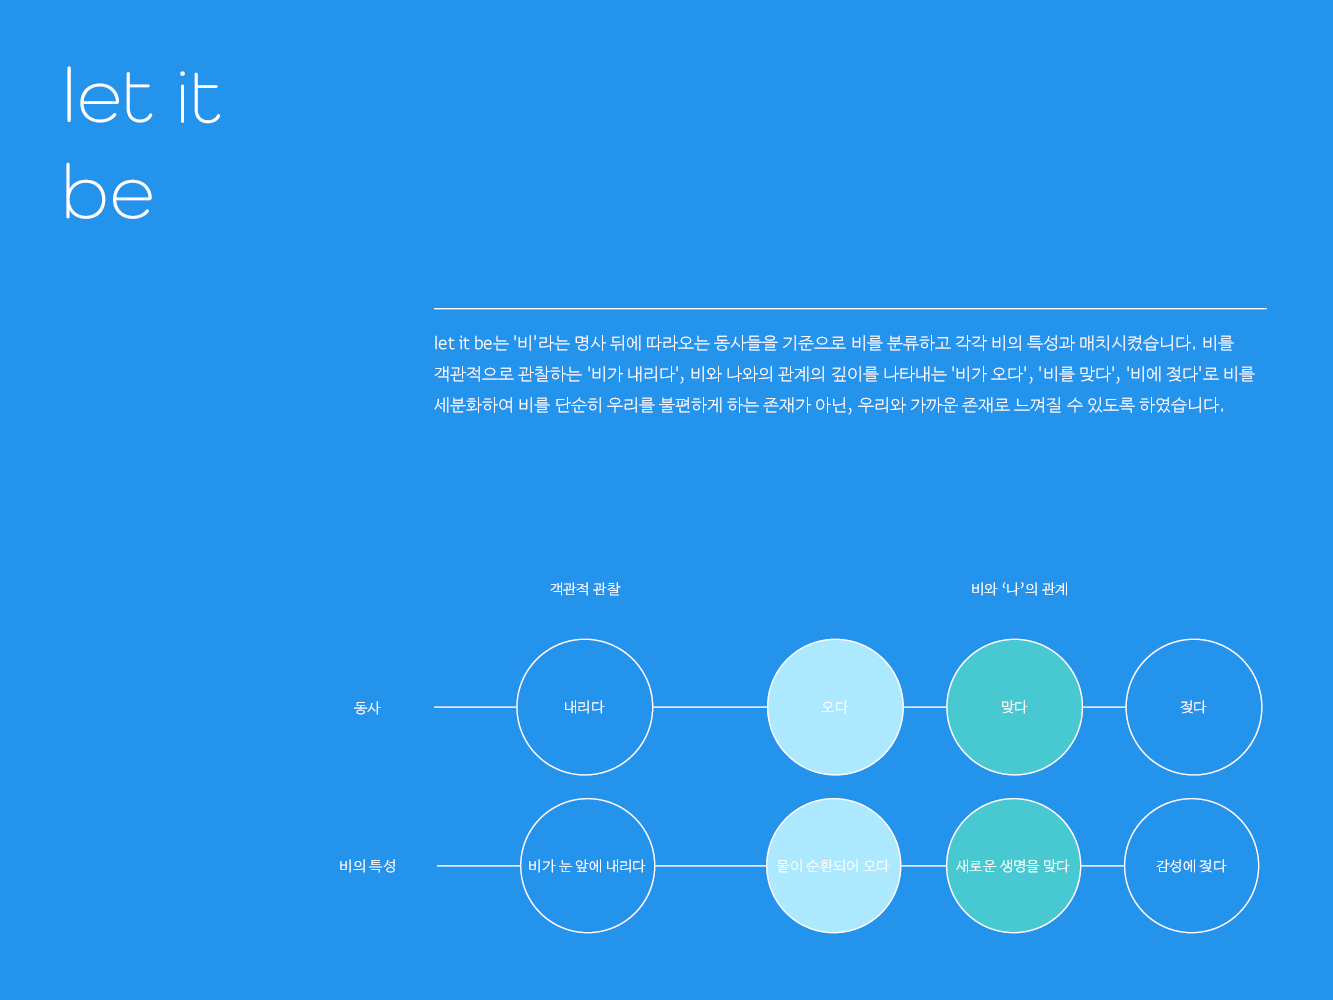 let it
be
let it be는 '비'라는 명사 뒤에 따라오는 동사들을 기준으로 비를 분류하고 각각 비의 특성과 매치시켰습니다. 비를
객관적으로 관찰하는 '비가 내리다', 비와 나와의 관계의 깊이를 나타내는 '비가 오다', '비를 맞다', '비에 젖다'로 비를
세분화하여 비를 단순히 우리를 불편하게 하는 존재가 아닌, 우리와 가까운 존재로 느껴질 수 있도록 하였습니다.
객관적 관찰
비와 ‘나’의 관계
동사
내리다
오다
맞다
젖다
비의 특성
비가 눈 앞에 내리다
물이 순환되어 오다
새로운 생명을 맞다
감성에 젖다